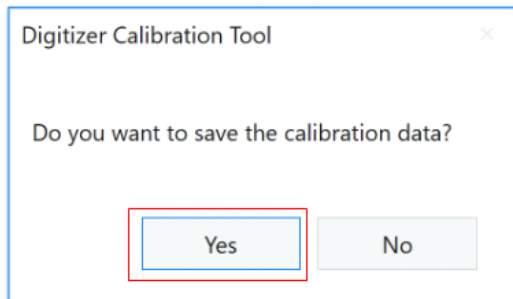 Digitizer Calibration Tool
Do you want to save the calibration data?
Yes No